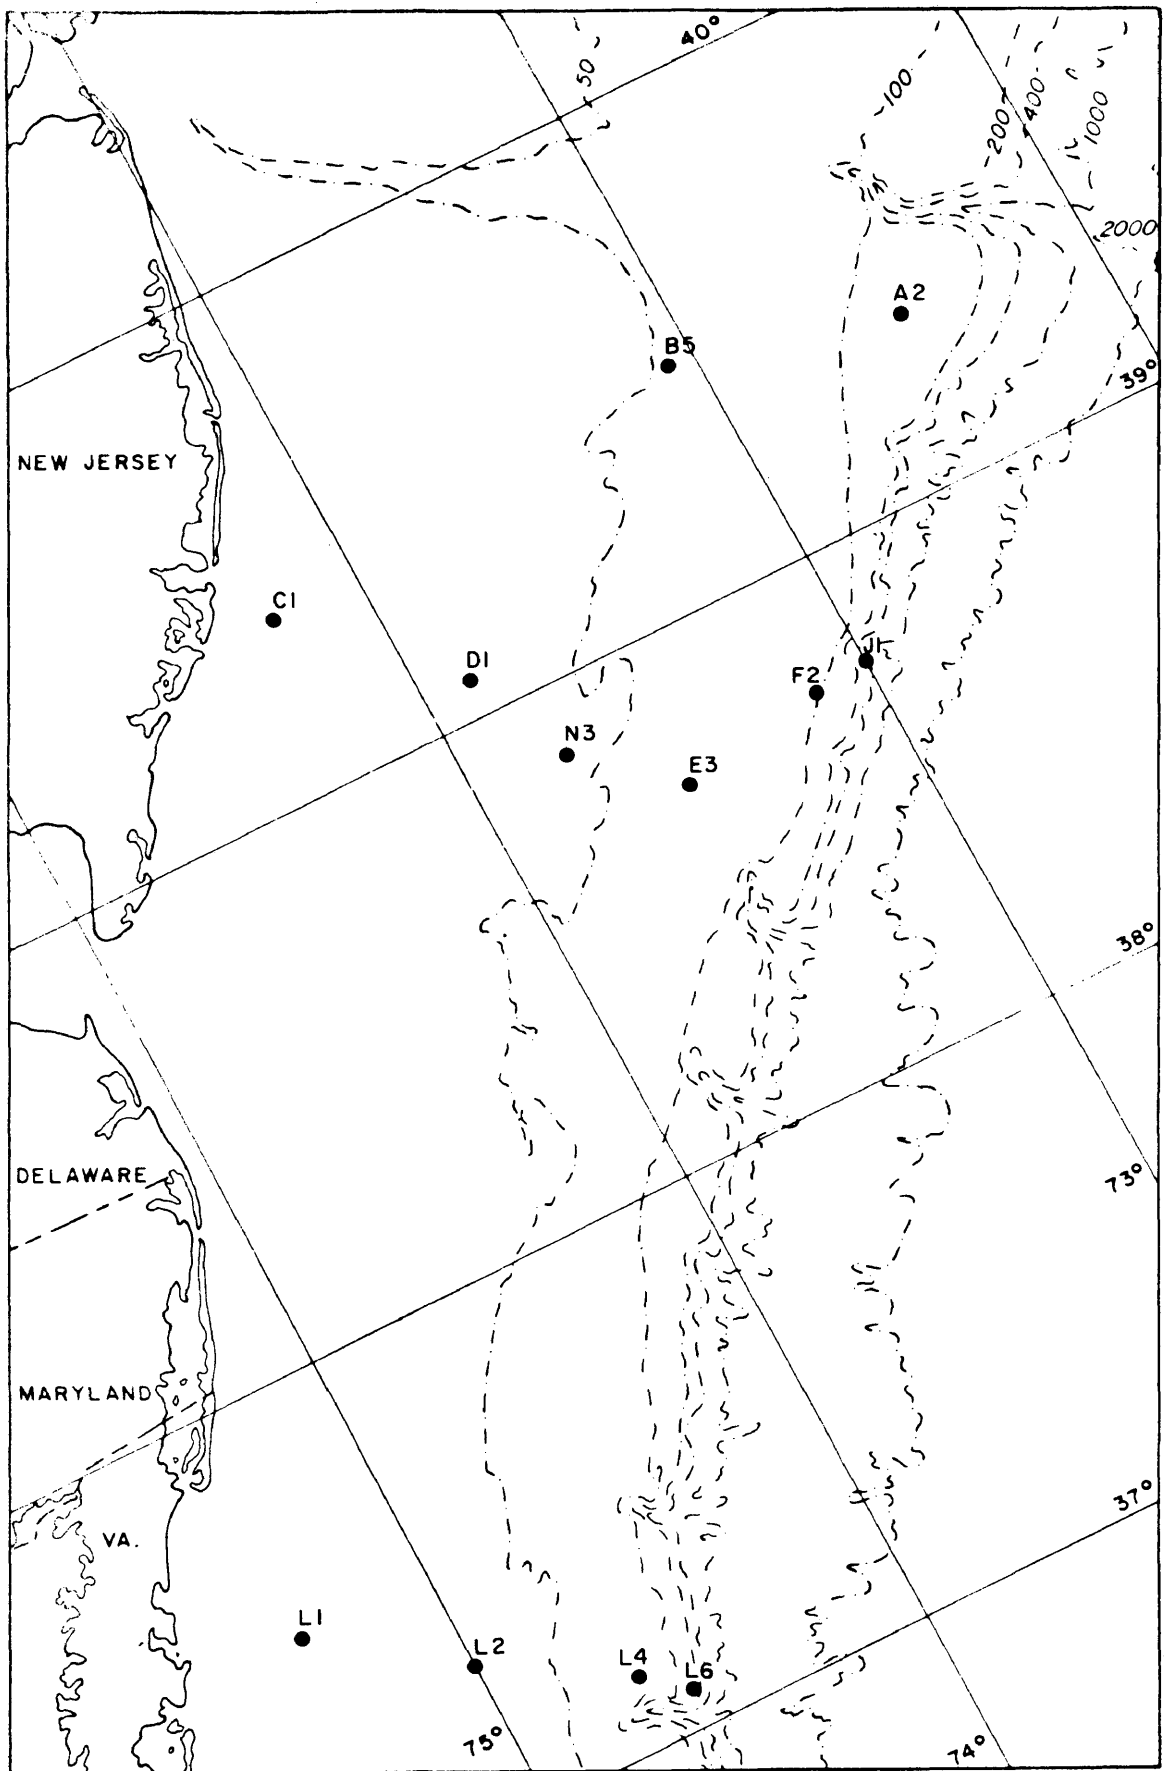 40°
50
100
200
400
1000
2000
A2
B5
39°
NEW JERSEY
C1
D1
J1
F2
N3
E3
38°
DELAWARE
73°
MARYLAND
37°
VA.
L1
L2
L4
L6
75°
74°